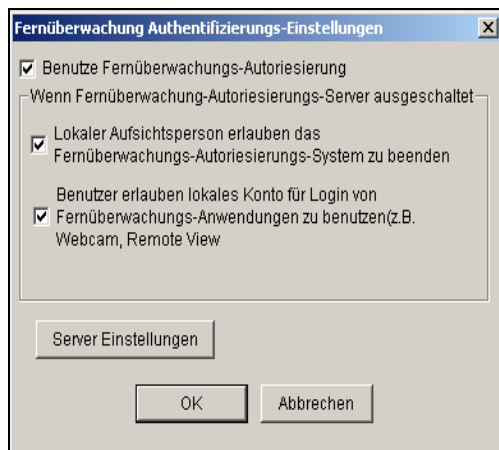 Fernüberwachung Authentifizierungs-Einstellungen
Benutze Fernüberwachungs-Autoriesierung
Wenn Fernüberwachung-Autoriesierungs-Server ausgeschaltet
Lokaler Aufsichtsperson erlauben das
Fernüberwachungs-Autoriesierungs-System zu beenden
Benutzer erlauben lokales Konto für Login von
Fernüberwachungs-Anwendungen zu benutzen(z.B.
Webcam, Remote View
Server Einstellungen
OK
Abbrechen